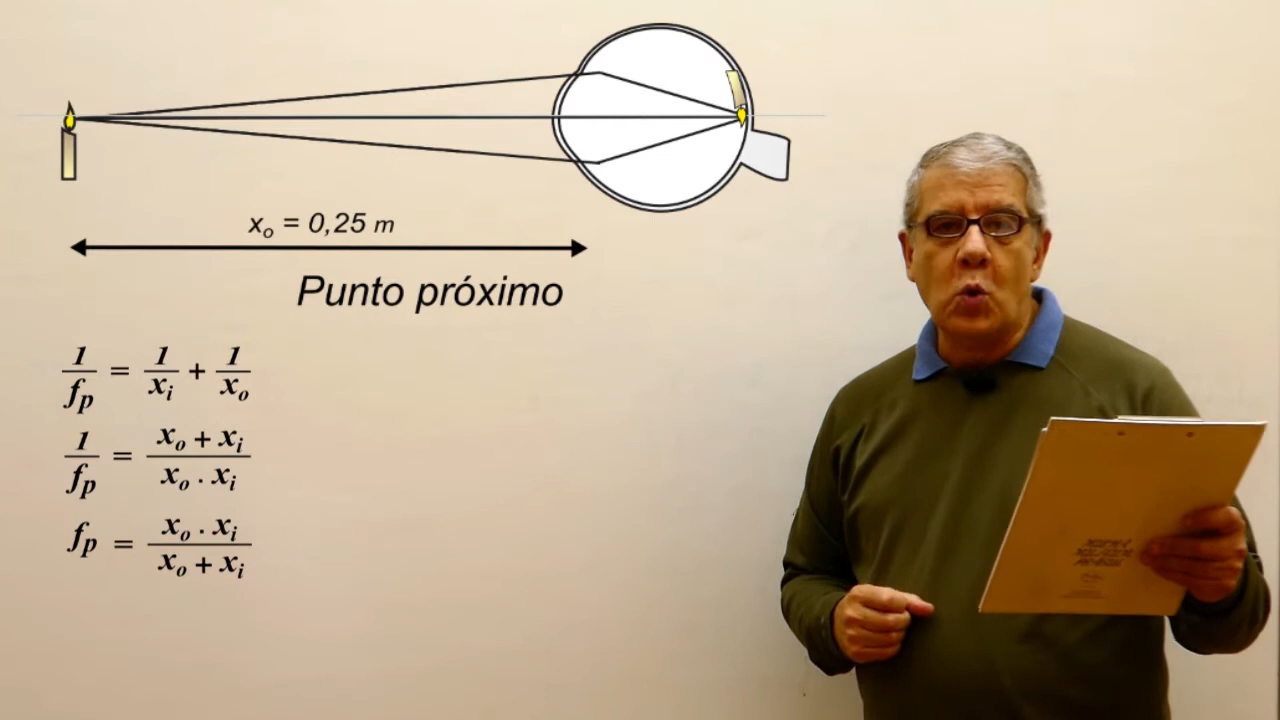 xₒ = 0,25 m
Punto próximo
1/fₚ = 1/xᵢ + 1/xₒ
1/fₚ = (xₒ + xᵢ)/(xₒ . xᵢ)
fₚ = (xₒ . xᵢ)/(xₒ + xᵢ)